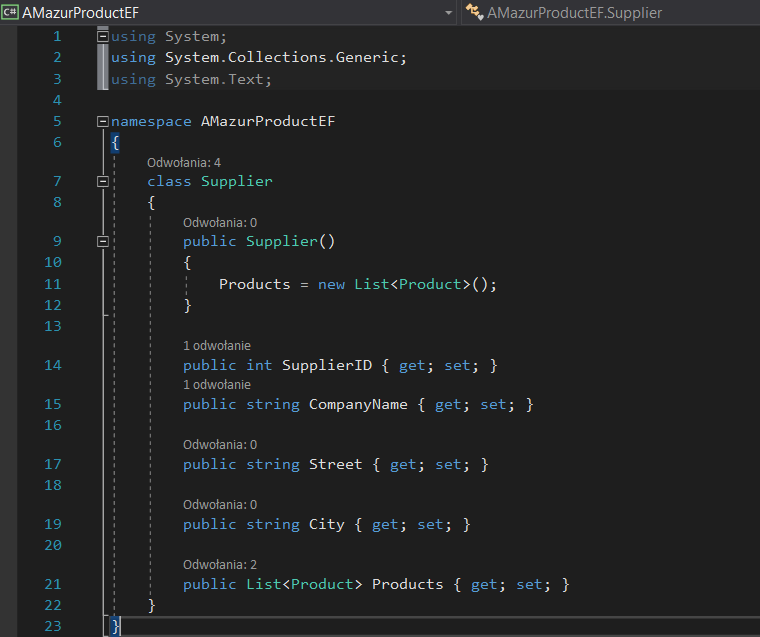 C# AMazurProductEF AMazurProductEF.Supplier
1 using System;
2 using System.Collections.Generic;
3 using System.Text;
4
5 namespace AMazurProductEF
6 {
Odwołania: 4
7 class Supplier
8 {
Odwołania: 0
9 public Supplier()
10 {
11 Products = new List<Product>();
12 }
13
1 odwołanie
14 public int SupplierID { get; set; }
1 odwołanie
15 public string CompanyName { get; set; }
16
Odwołania: 0
17 public string Street { get; set; }
18
Odwołania: 0
19 public string City { get; set; }
20
Odwołania: 2
21 public List<Product> Products { get; set; }
22 }
23 }